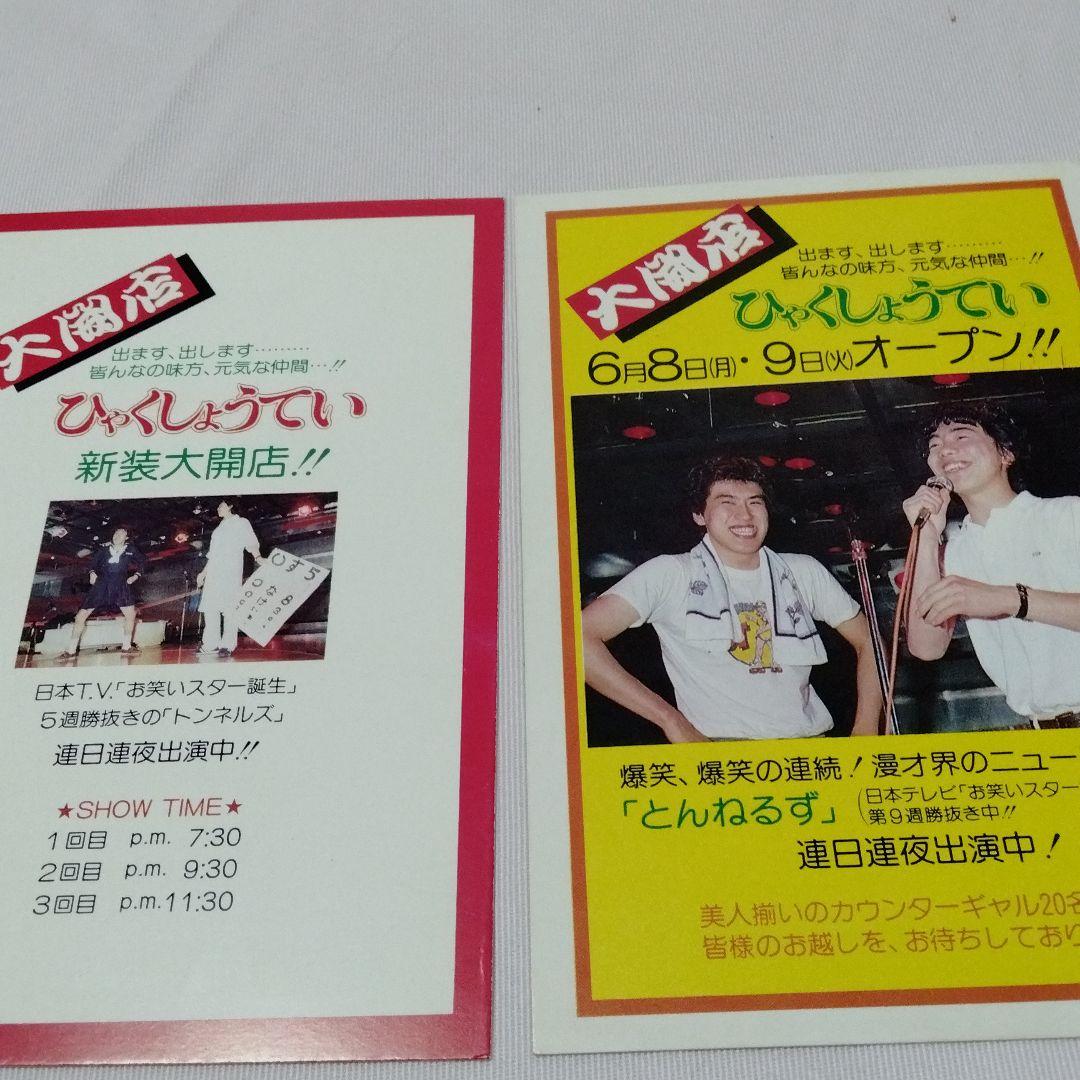 大開店
出ます、出します………
皆んなの味方、元気な仲間…!!
ひゃくしょうてい
新装大開店!!
日本T.V.「お笑いスター誕生」
5週勝抜きの「トンネルズ」
連日連夜出演中!!
★SHOW TIME★
1回目 p.m. 7:30
2回目 p.m. 9:30
3回目 p.m.11:30
大開店
出ます、出します………
皆んなの味方、元気な仲間…!!
ひゃくしょうてい
6月8日(月)・9日(火)オープン!!
爆笑、爆笑の連続!漫才界のニュー
「とんねるず」
(日本テレビ「お笑いスター
第9週勝抜き中!!
連日連夜出演中!
美人揃いのカウンターギャル20名
皆様のお越しを、お待ちしており